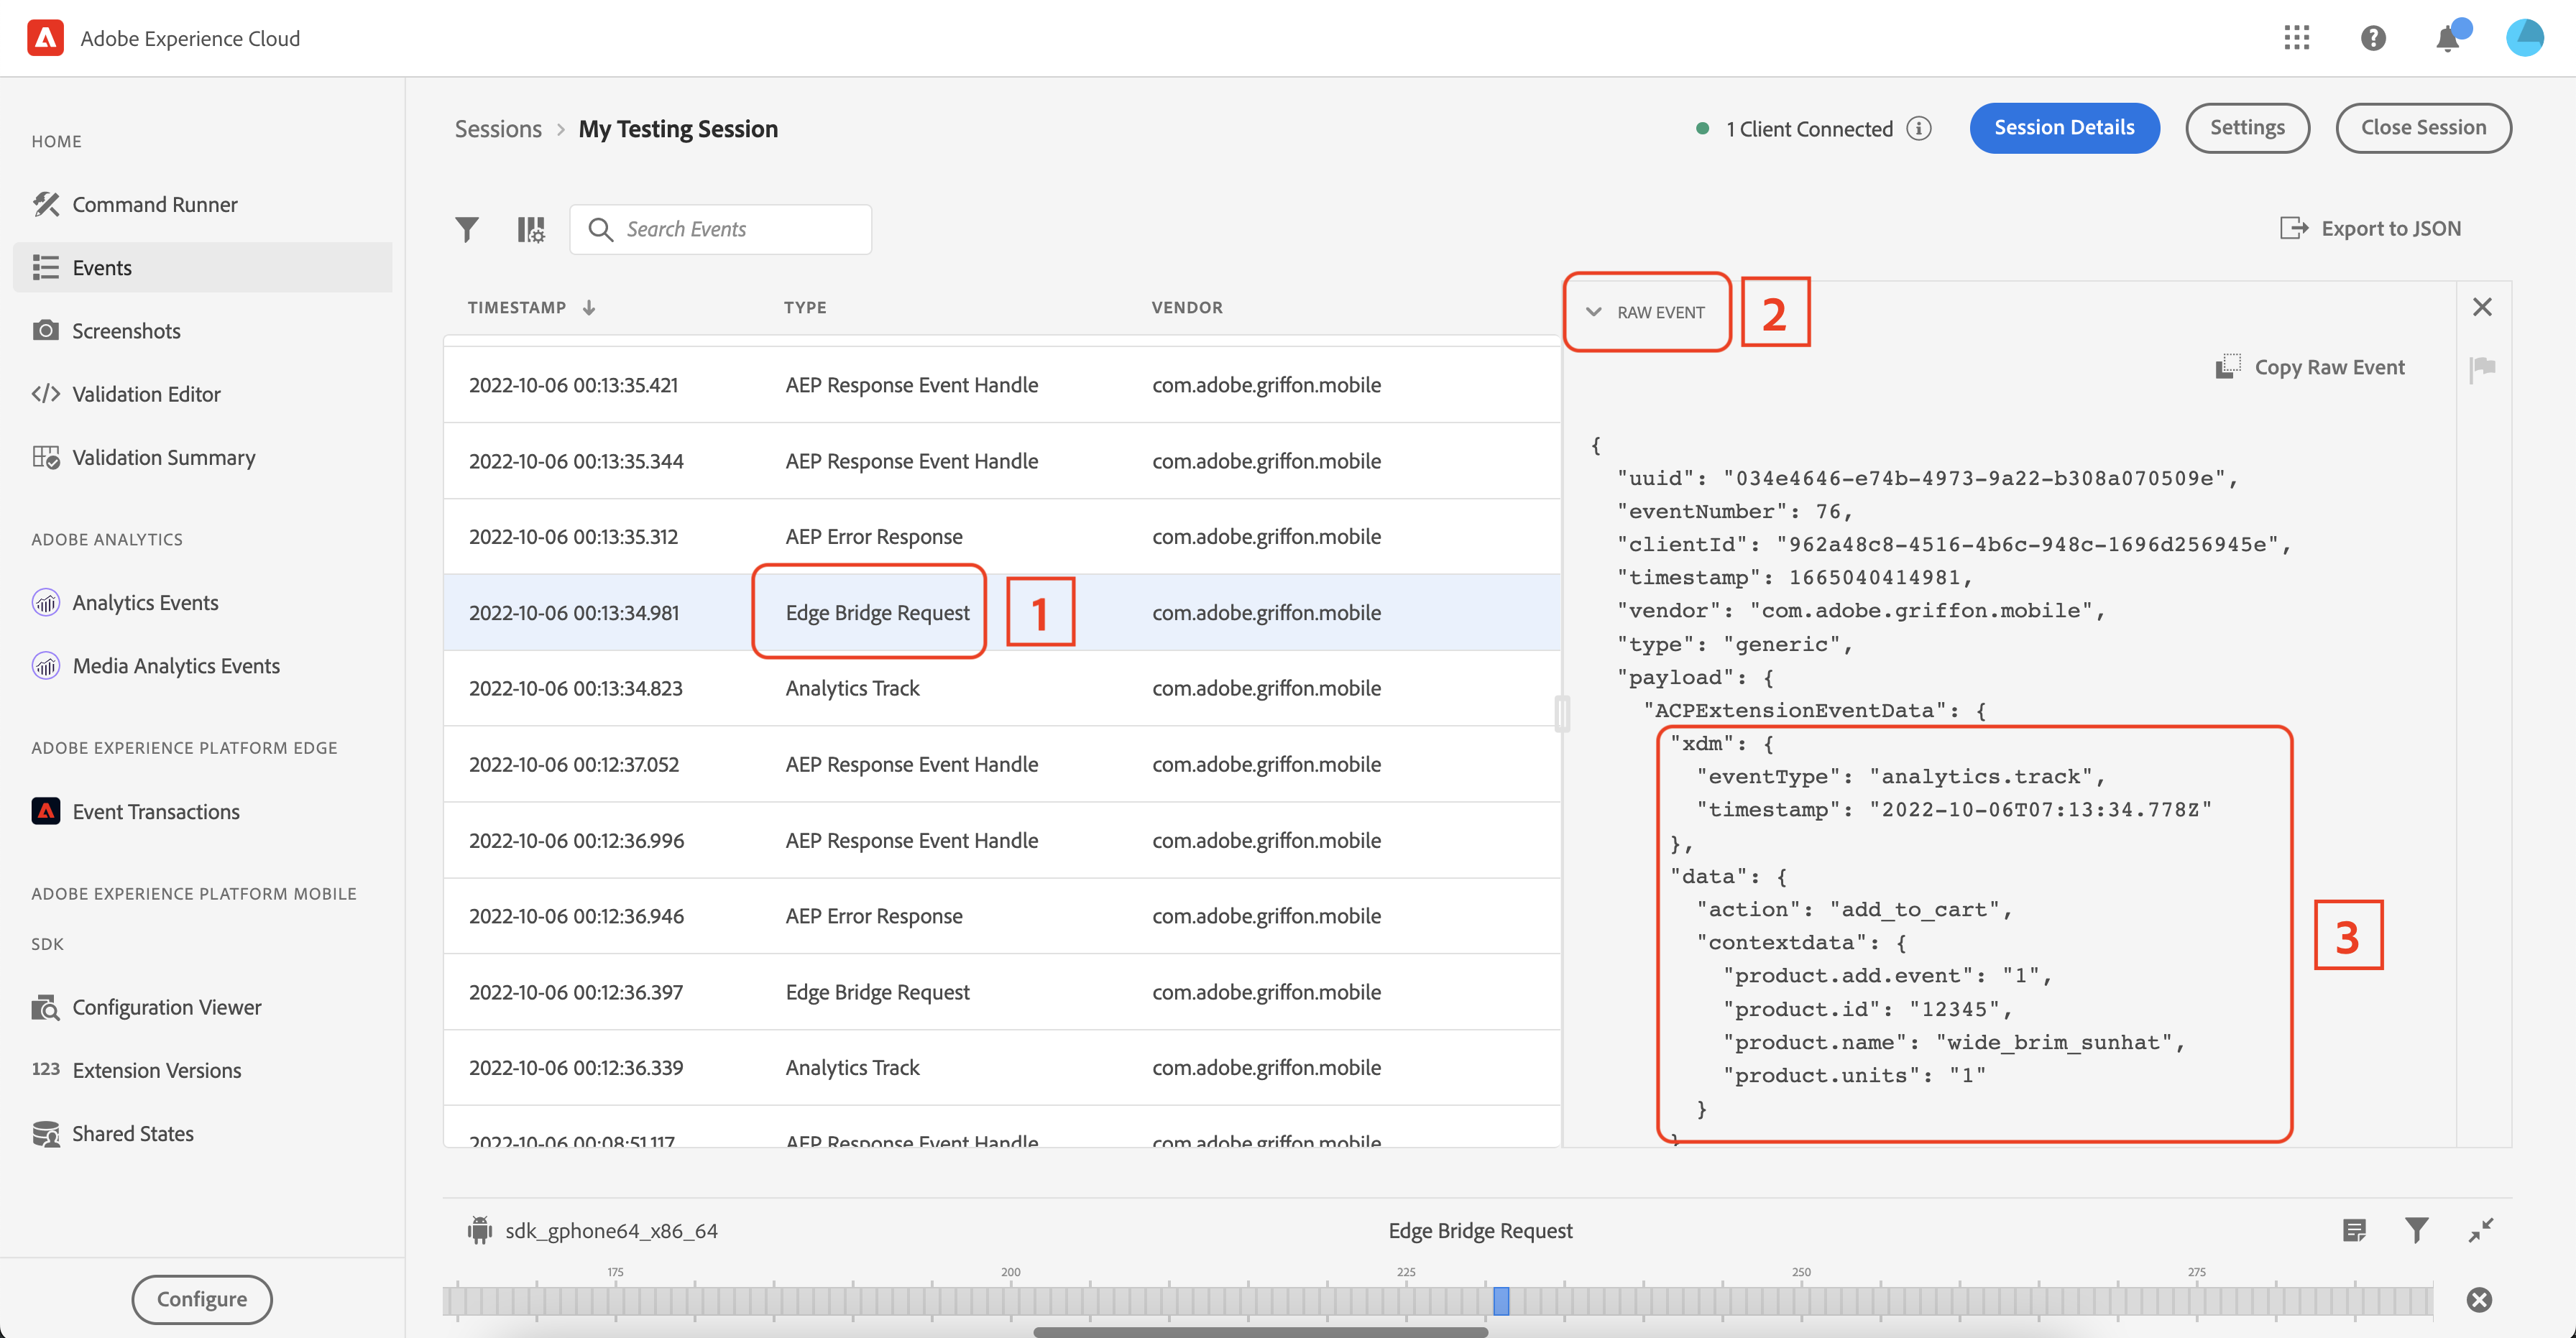 Adobe Experience Cloud
HOME
Command Runner
Events
Screenshots
Validation Editor
Validation Summary
ADOBE ANALYTICS
Analytics Events
Media Analytics Events
ADOBE EXPERIENCE PLATFORM EDGE
Event Transactions
ADOBE EXPERIENCE PLATFORM MOBILE
SDK
Configuration Viewer
123 Extension Versions
Shared States
Configure
Sessions > My Testing Session
1 Client Connected
Session Details
Settings
Close Session
Search Events
Export to JSON
TIMESTAMP TYPE VENDOR
2022-10-06 00:13:35.421 AEP Response Event Handle com.adobe.griffon.mobile
2022-10-06 00:13:35.344 AEP Response Event Handle com.adobe.griffon.mobile
2022-10-06 00:13:35.312 AEP Error Response com.adobe.griffon.mobile
2022-10-06 00:13:34.981 Edge Bridge Request 1 com.adobe.griffon.mobile
2022-10-06 00:13:34.823 Analytics Track com.adobe.griffon.mobile
2022-10-06 00:12:37.052 AEP Response Event Handle com.adobe.griffon.mobile
2022-10-06 00:12:36.996 AEP Response Event Handle com.adobe.griffon.mobile
2022-10-06 00:12:36.946 AEP Error Response com.adobe.griffon.mobile
2022-10-06 00:12:36.397 Edge Bridge Request com.adobe.griffon.mobile
2022-10-06 00:12:36.339 Analytics Track com.adobe.griffon.mobile
2022-10-06 00:08:51.117 AEP Response Event Handle com.adobe.griffon.mobile
RAW EVENT 2
Copy Raw Event
{
"uuid": "034e4646-e74b-4973-9a22-b308a070509e",
"eventNumber": 76,
"clientId": "962a48c8-4516-4b6c-948c-1696d256945e",
"timestamp": 1665040414981,
"vendor": "com.adobe.griffon.mobile",
"type": "generic",
"payload": {
"ACPExtensionEventData": {
"xdm": {
"eventType": "analytics.track",
"timestamp": "2022-10-06T07:13:34.778Z"
},
"data": {
"action": "add_to_cart",
"contextdata": {
"product.add.event": "1",
"product.id": "12345",
"product.name": "wide_brim_sunhat",
"product.units": "1"
}
}
3
sdk_gphone64_x86_64
Edge Bridge Request
175 200 225 250 275